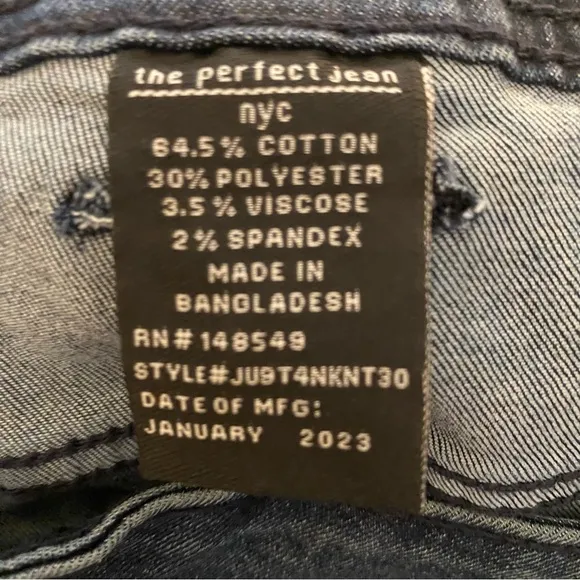 the perfect jean
nyc
64.5% COTTON
30% POLYESTER
3.5% VISCOSE
2% SPANDEX
MADE IN
BANGLADESH
RN# 148549
STYLE#JU9T4NKNT30
DATE OF MFG:
JANUARY 2023